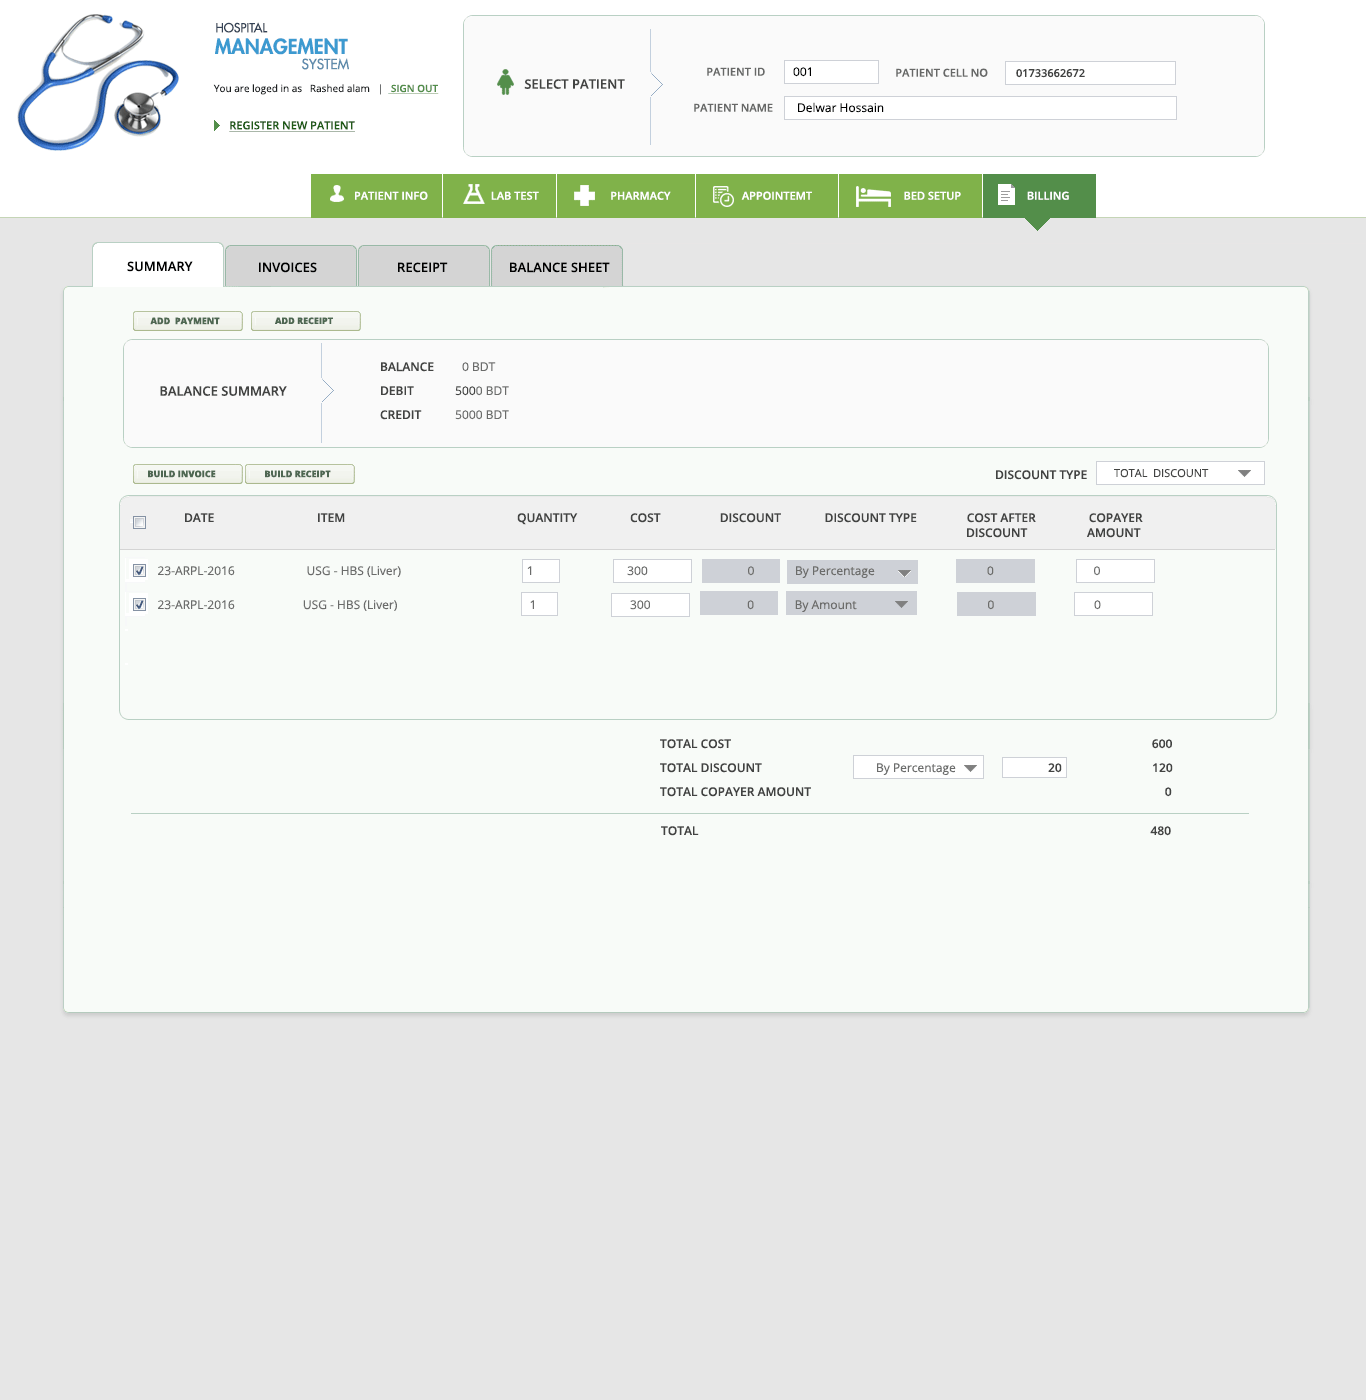 HOSPITAL
MANAGEMENT
SYSTEM
You are loged in as Rashed alam | SIGN OUT
REGISTER NEW PATIENT
SELECT PATIENT
PATIENT ID 001 PATIENT CELL NO 01733662672
PATIENT NAME Delwar Hossain
PATIENT INFO LAB TEST PHARMACY APPOINTEMT BED SETUP BILLING
SUMMARY INVOICES RECEIPT BALANCE SHEET
ADD PAYMENT ADD RECEIPT
BALANCE SUMMARY
BALANCE 0 BDT
DEBIT 5000 BDT
CREDIT 5000 BDT
BUILD INVOICE BUILD RECEIPT DISCOUNT TYPE TOTAL DISCOUNT
DATE ITEM QUANTITY COST DISCOUNT DISCOUNT TYPE COST AFTER DISCOUNT COPAYER AMOUNT
23-ARPL-2016 USG - HBS (Liver) 1 300 0 By Percentage 0 0
23-ARPL-2016 USG - HBS (Liver) 1 300 0 By Amount 0 0
TOTAL COST 600
TOTAL DISCOUNT By Percentage 20 120
TOTAL COPAYER AMOUNT 0
TOTAL 480